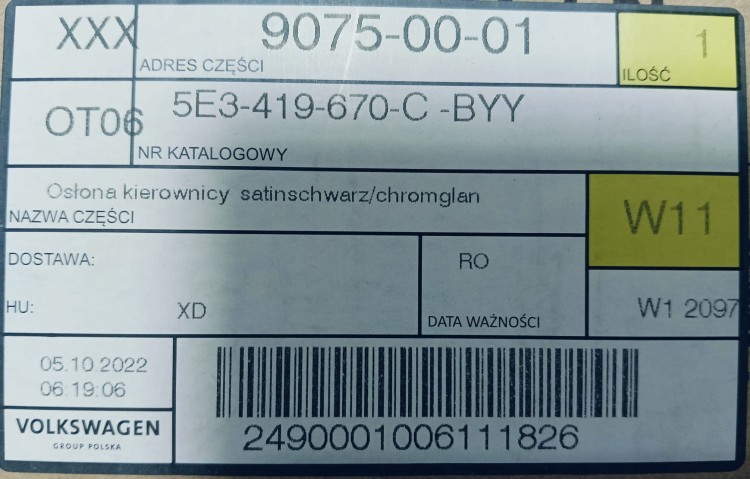 XXX
9075-00-01
ADRES CZĘŚCI
1
ILOŚĆ
OT06
5E3-419-670-C -BYY
NR KATALOGOWY
Osłona kierownicy satinschwarz/chromglan
NAZWA CZĘŚCI
W11
DOSTAWA:
HU:
XD
RO
DATA WAŻNOŚCI
W1 2097
05.10.2022
06:19:06
VOLKSWAGEN
GROUP POLSKA
2490001006111826